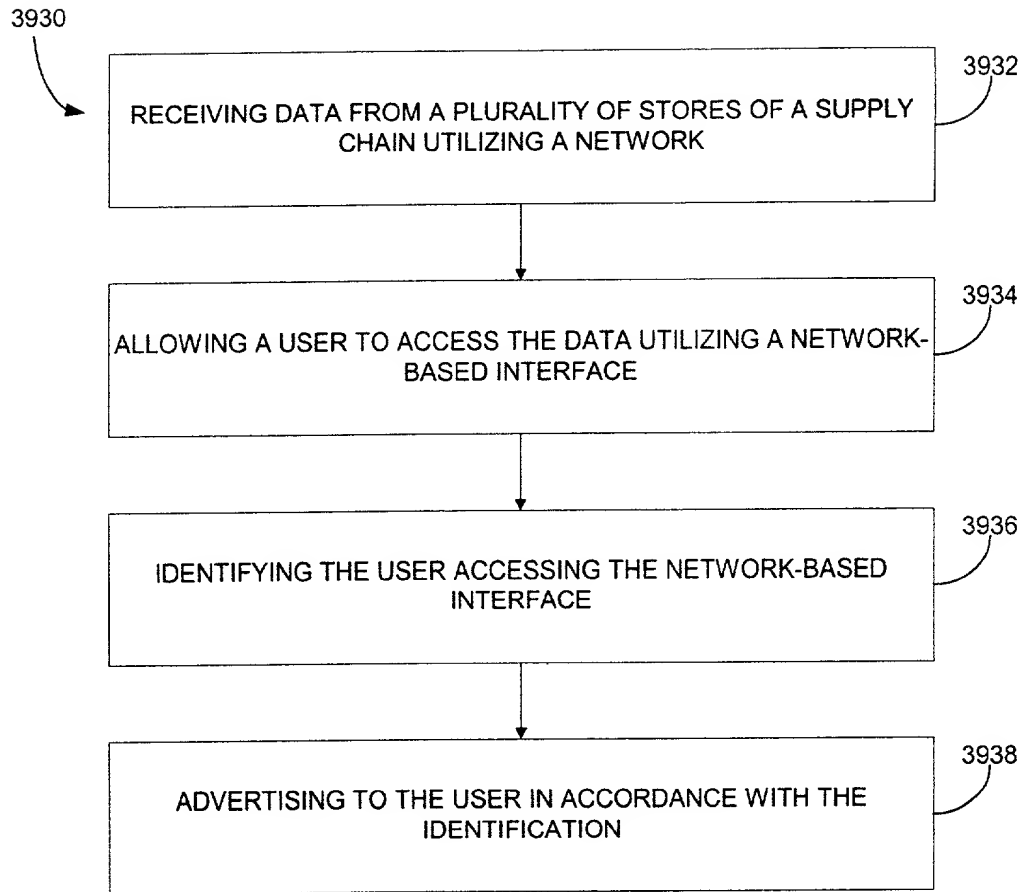 3930
3932
RECEIVING DATA FROM A PLURALITY OF STORES OF A SUPPLY
CHAIN UTILIZING A NETWORK
3934
ALLOWING A USER TO ACCESS THE DATA UTILIZING A NETWORK-
BASED INTERFACE
3936
IDENTIFYING THE USER ACCESSING THE NETWORK-BASED
INTERFACE
3938
ADVERTISING TO THE USER IN ACCORDANCE WITH THE
IDENTIFICATION